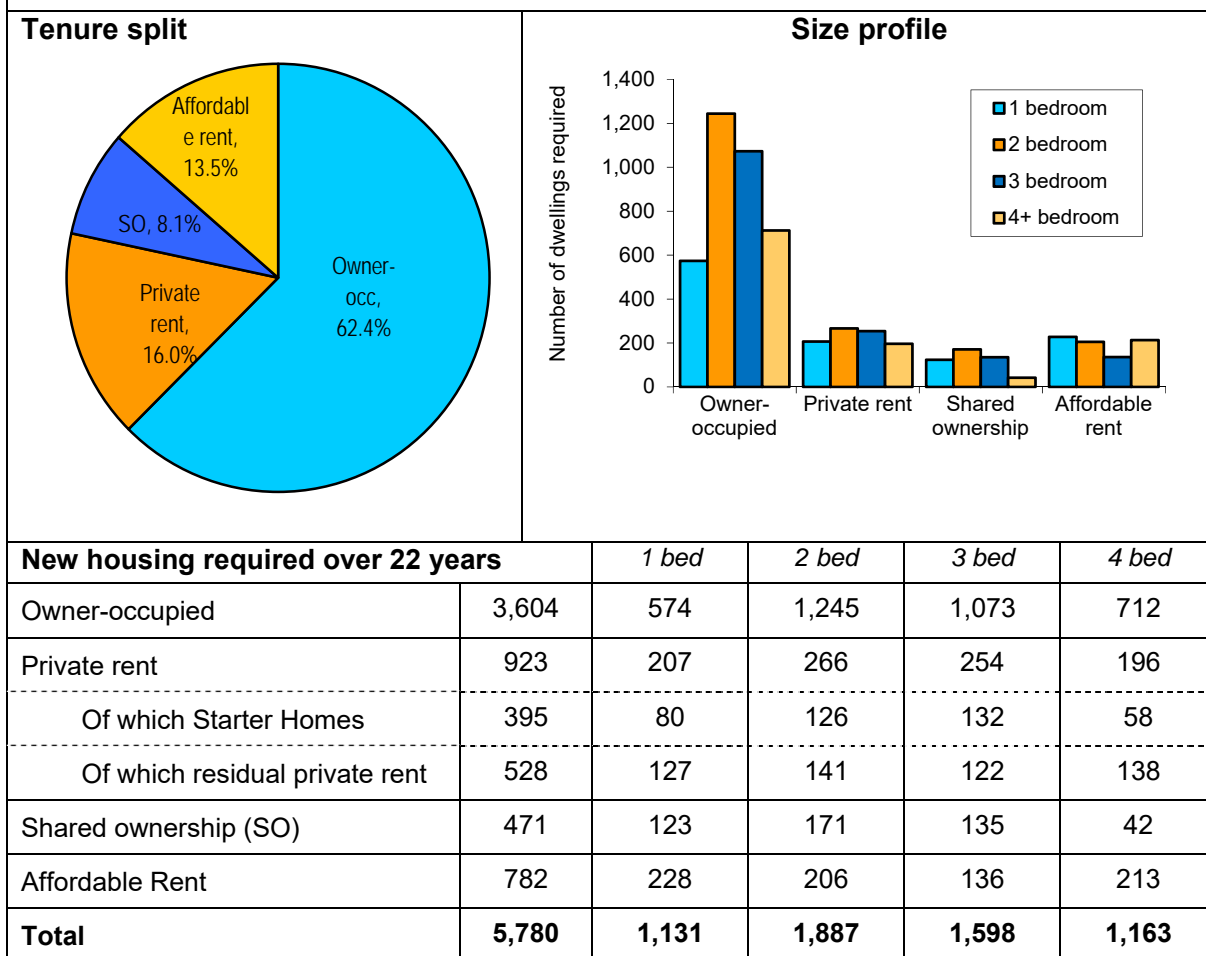 Tenure split
Affordabl
e rent,
13.5%
SO, 8.1%
Private
rent,
16.0%
Owner-
occ,
62.4%
Size profile
Number of dwellings required
1,400
1,200
1,000
800
600
400
200
0
Owner-
occupied
Private rent
Shared
ownership
Affordable
rent
1 bedroom
2 bedroom
3 bedroom
4+ bedroom
New housing required over 22 years 1 bed 2 bed 3 bed 4 bed
Owner-occupied 3,604 574 1,245 1,073 712
Private rent 923 207 266 254 196
Of which Starter Homes 395 80 126 132 58
Of which residual private rent 528 127 141 122 138
Shared ownership (SO) 471 123 171 135 42
Affordable Rent 782 228 206 136 213
Total 5,780 1,131 1,887 1,598 1,163